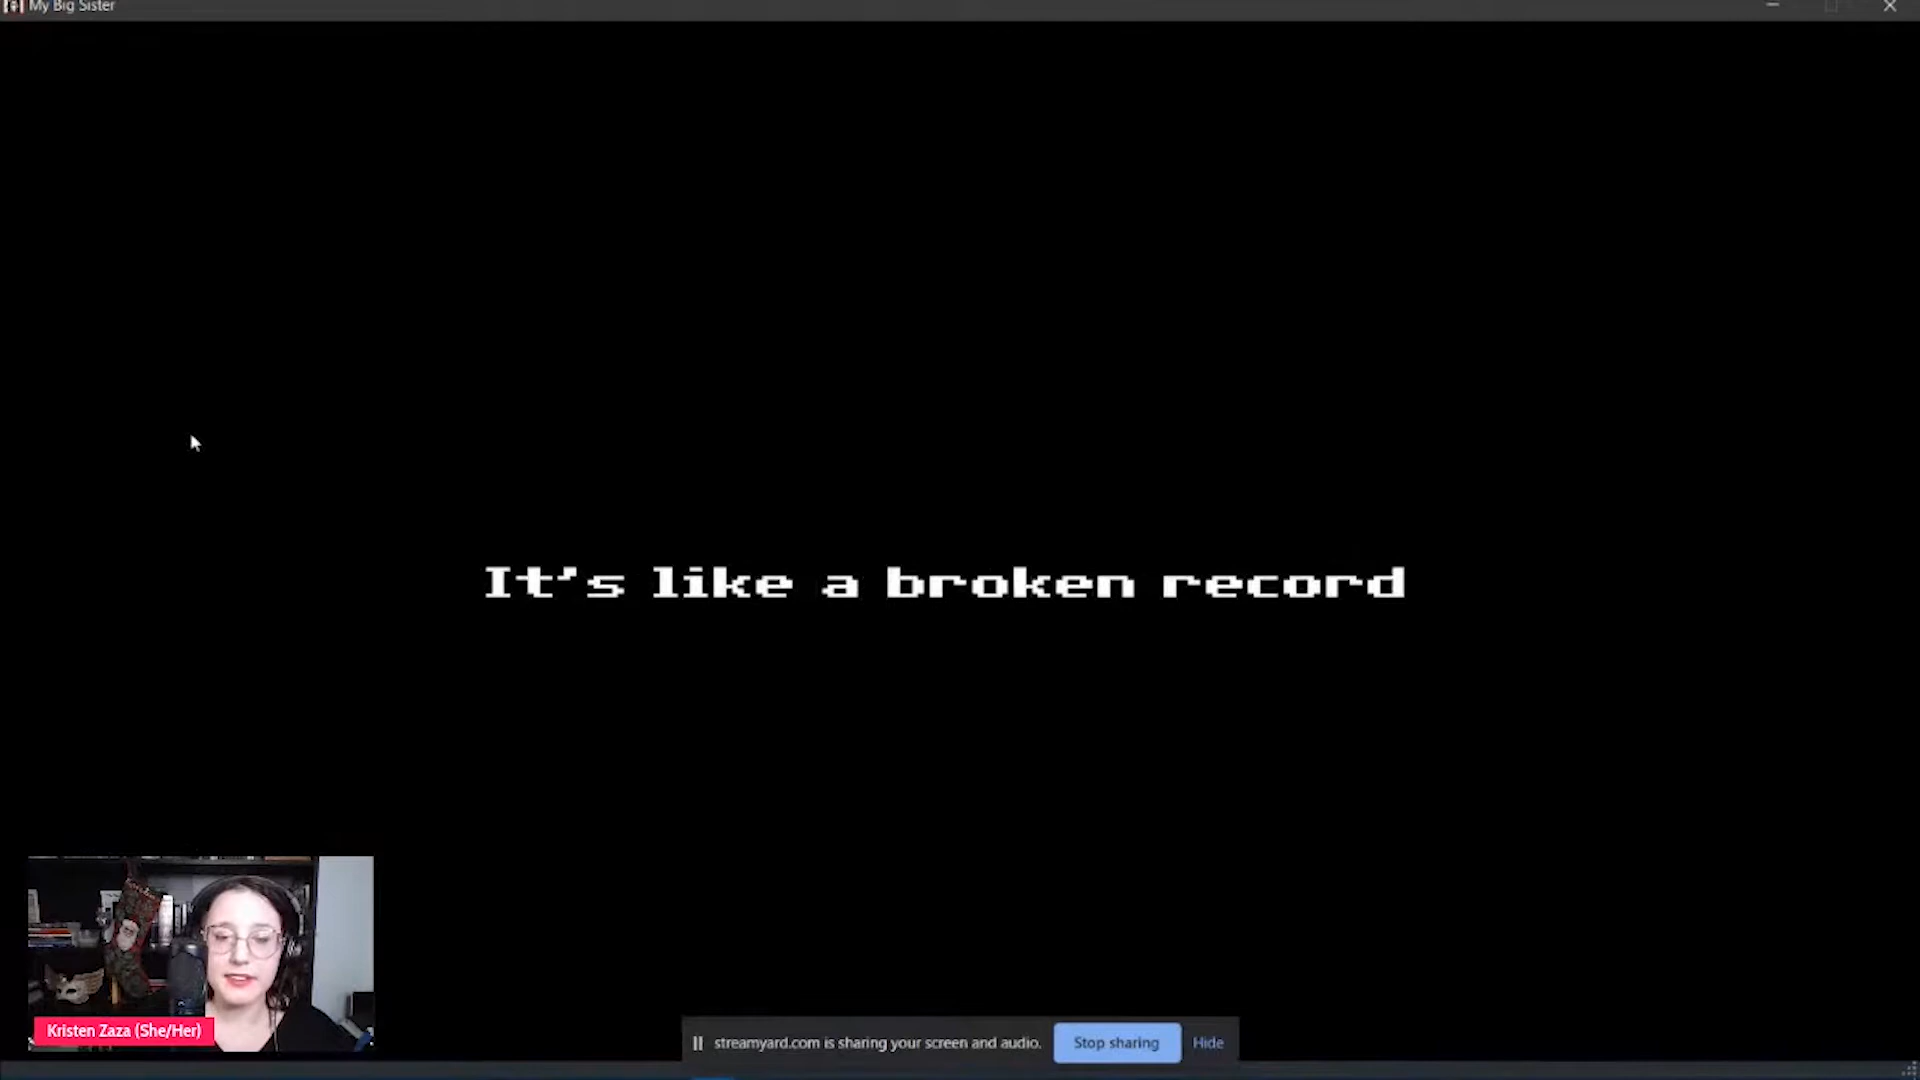 My Big Sister
It's like a broken record
Kristen Zaza (She/Her)
streamyard.com is sharing your screen and audio.
Stop sharing
Hide